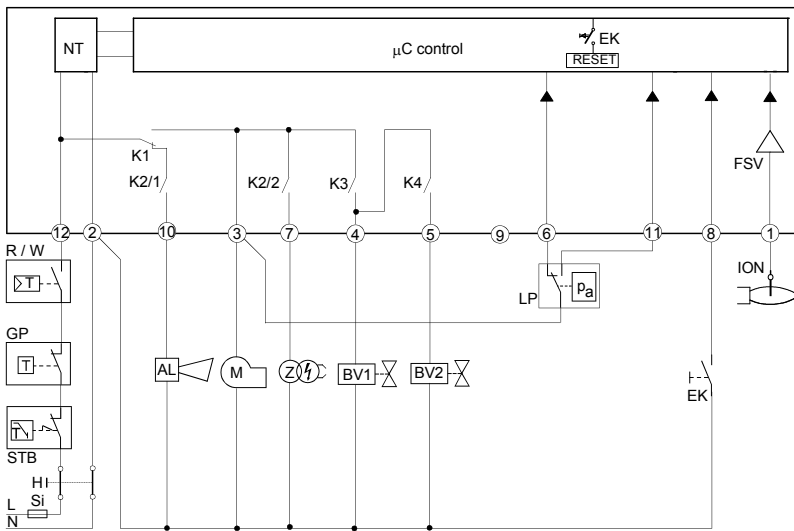 NT
μC control
EK
RESET
FSV
K1
K2/1
K2/2
K3
K4
12
2
10
3
7
4
5
9
6
11
8
1
R / W
T
GP
T
STB
T
H
Si
L
N
AL
M
Z
BV1
BV2
LP
pa
EK
ION